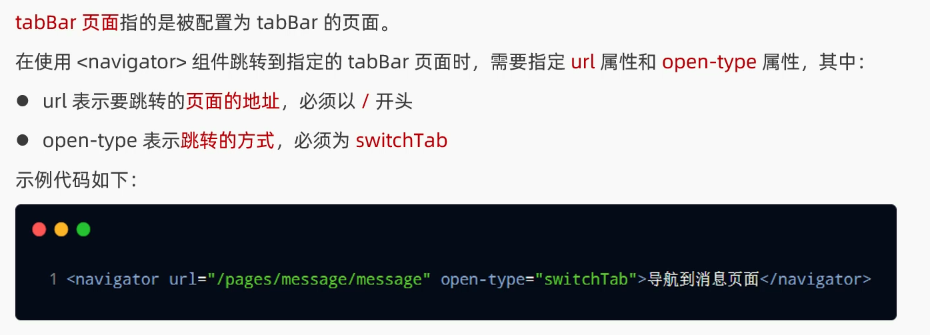 tabBar 页面指的是被配置为 tabBar 的页面。
在使用 <navigator> 组件跳转到指定的 tabBar 页面时，需要指定 url 属性和 open-type 属性，其中：
● url 表示要跳转的页面的地址，必须以 / 开头
● open-type 表示跳转的方式，必须为 switchTab
示例代码如下：
1 <navigator url="/pages/message/message" open-type="switchTab">导航到消息页面</navigator>